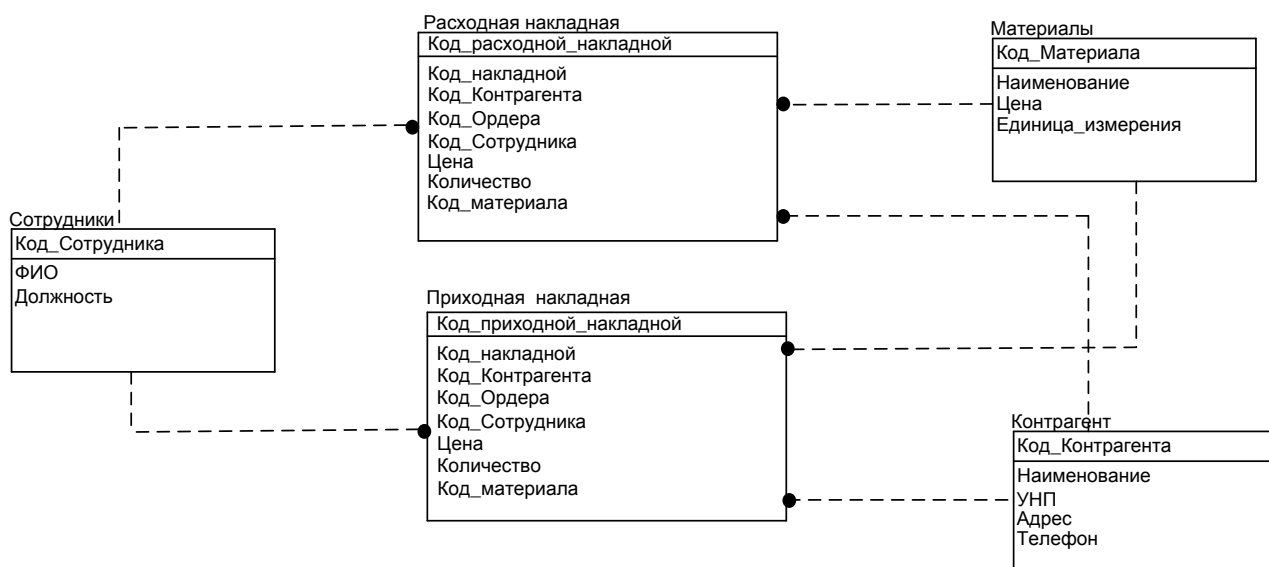 Расходная накладная
Код_расходной_накладной
Код_накладной
Код_Контрагента
Код_Ордера
Код_Сотрудника
Цена
Количество
Код_материала
Материалы
Код_Материала
Наименование
Цена
Единица_измерения
Сотрудники
Код_Сотрудника
ФИО
Должность
Приходная накладная
Код_приходной_накладной
Код_накладной
Код_Контрагента
Код_Ордера
Код_Сотрудника
Цена
Количество
Код_материала
Контрагент
Код_Контрагента
Наименование
УНП
Адрес
Телефон